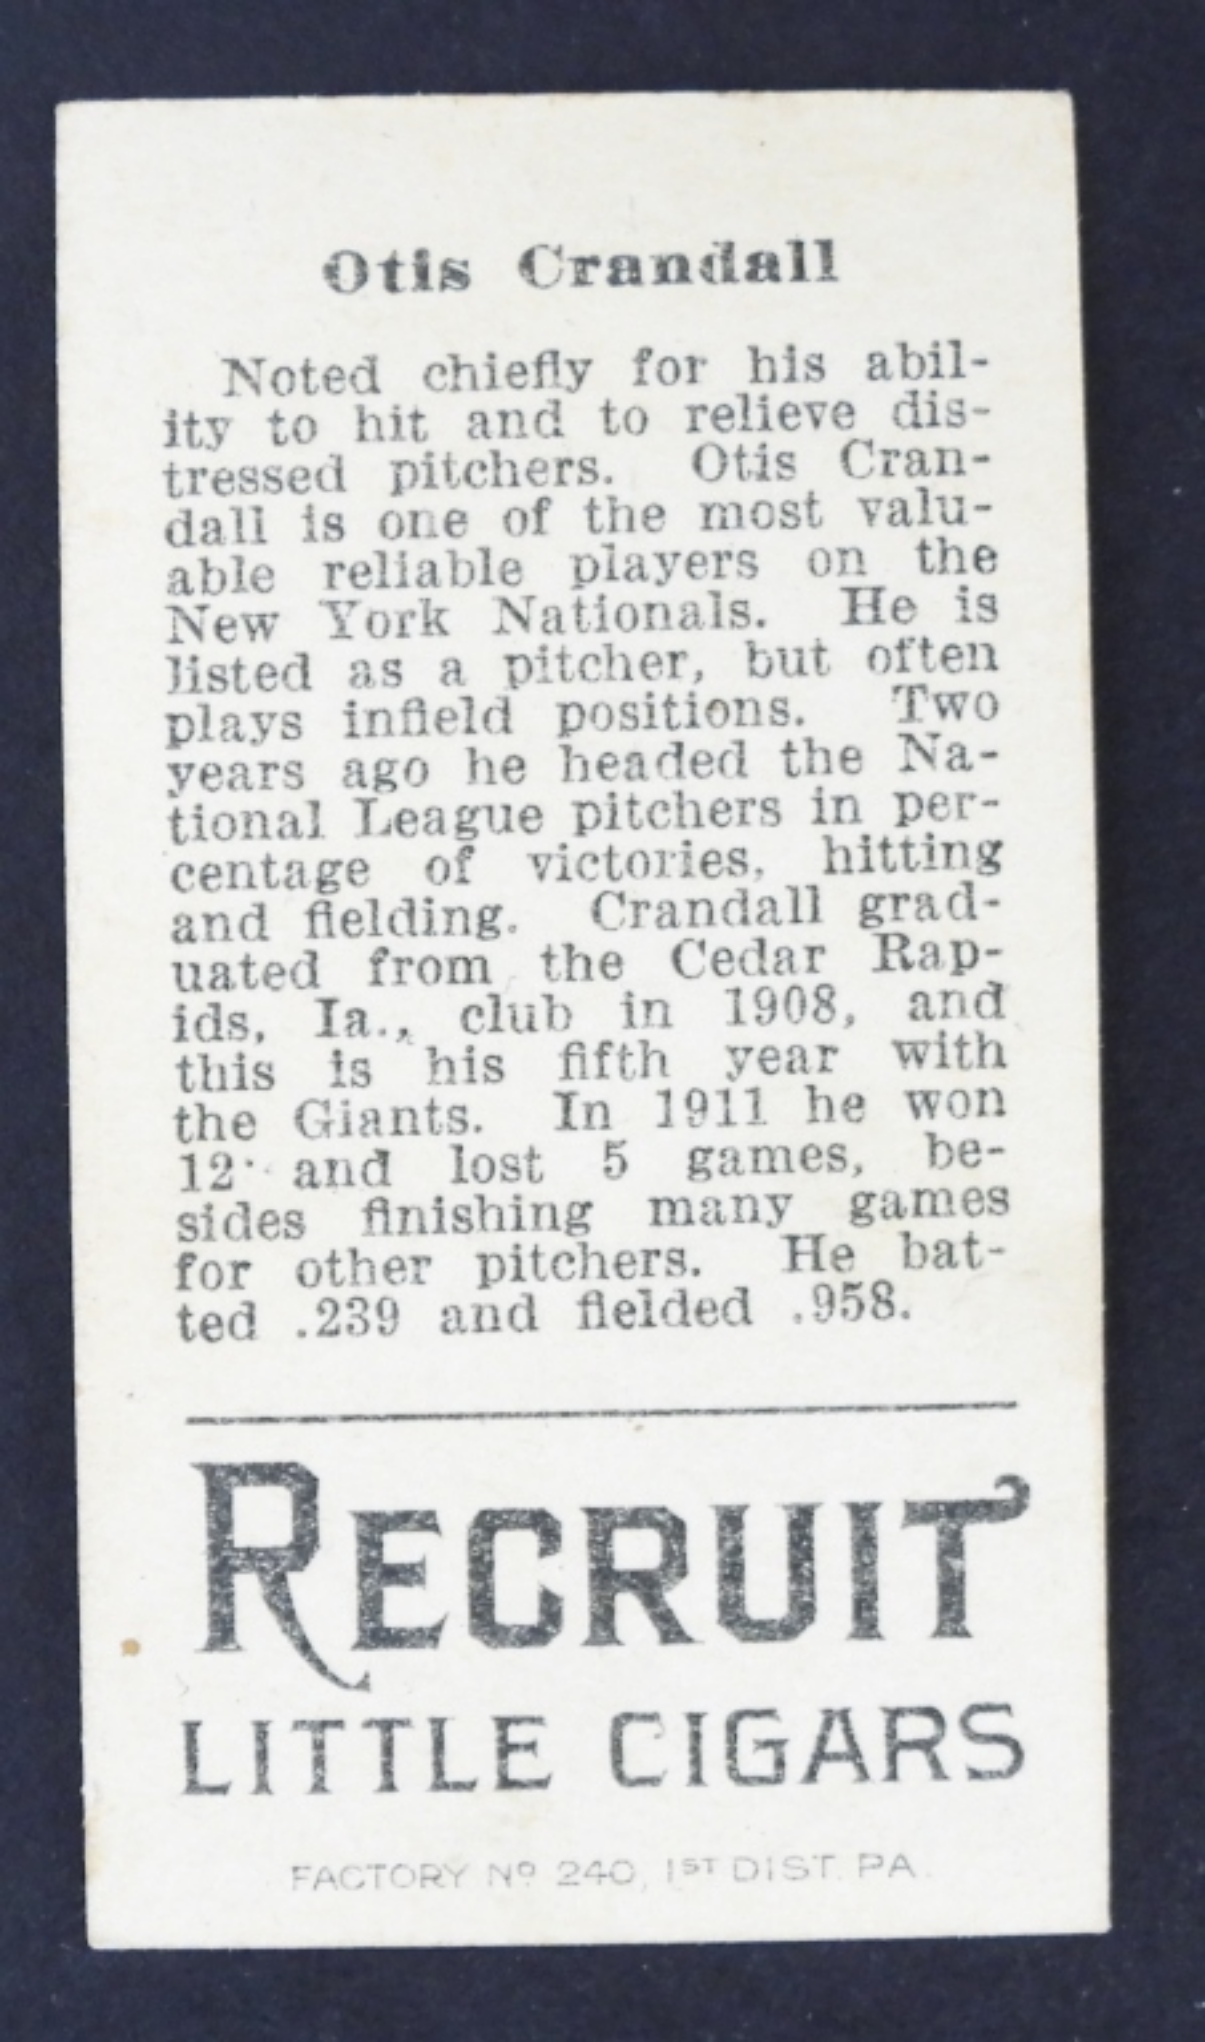 Otis Crandall
Noted chiefly for his abil-
ity to hit and to relieve dis-
tressed pitchers. Otis Cran-
dall is one of the most valu-
able reliable players on the
New York Nationals. He is
listed as a pitcher, but often
plays infield positions. Two
years ago he headed the Na-
tional League pitchers in per-
centage of victories, hitting
and fielding. Crandall grad-
uated from the Cedar Rap-
ids, Ia., club in 1908, and
this is his fifth year with
the Giants. In 1911 he won
12 and lost 5 games, be-
sides finishing many games
for other pitchers. He bat-
ted .239 and fielded .958.
RECRUIT
LITTLE CIGARS
FACTORY Nº 240, 1ST DIST. PA.